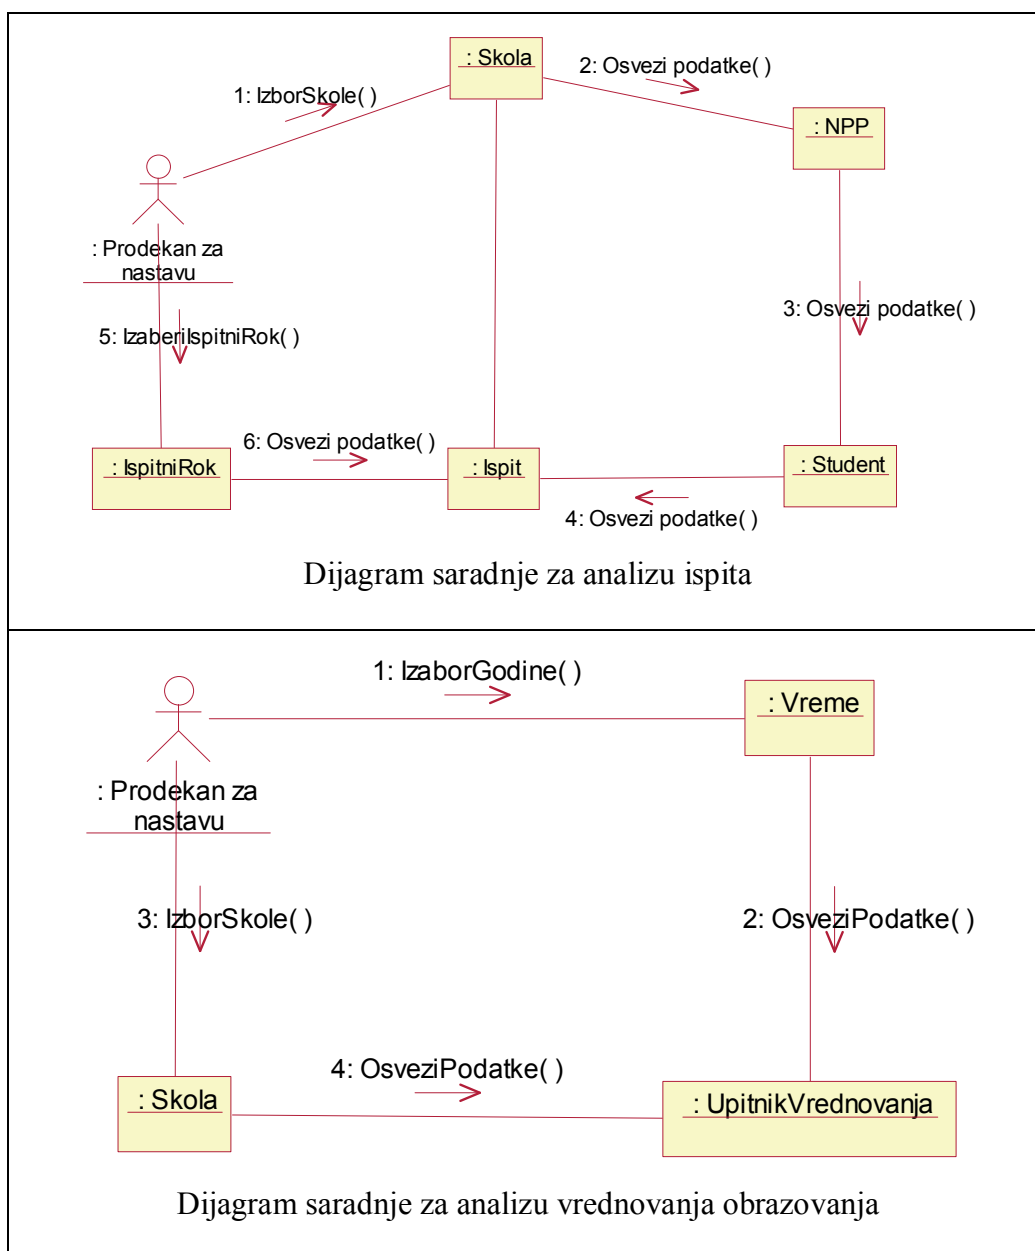 : Skola
2: Osvezi podatke( )
1: IzborSkole( )
: NPP
: Prodekan za
nastavu
3: Osvezi podatke( )
5: IzaberiIspitniRok( )
6: Osvezi podatke( )
: IspitniRok
: Ispit
: Student
4: Osvezi podatke( )
Dijagram saradnje za analizu ispita
1: IzaborGodine( )
: Vreme
: Prodekan za
nastavu
3: IzborSkole( )
2: OsveziPodatke( )
4: OsveziPodatke( )
: Skola
: UpitnikVrednovanja
Dijagram saradnje za analizu vrednovanja obrazovanja